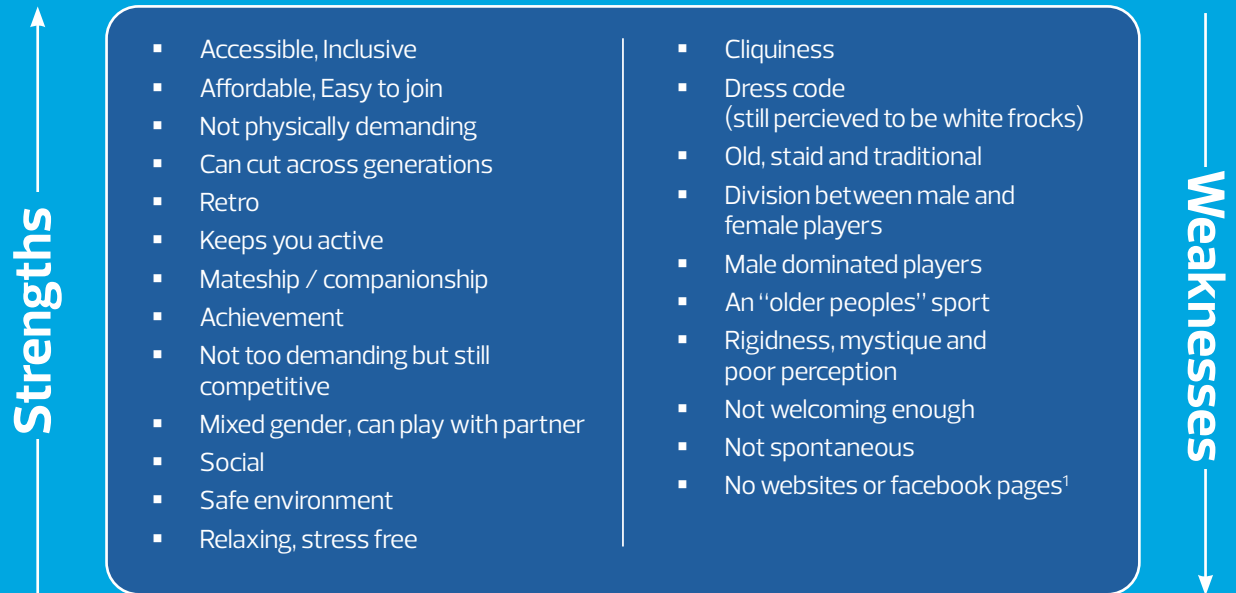 Strengths
▪ Accessible, Inclusive
▪ Affordable, Easy to join
▪ Not physically demanding
▪ Can cut across generations
▪ Retro
▪ Keeps you active
▪ Mateship / companionship
▪ Achievement
▪ Not too demanding but still
competitive
▪ Mixed gender, can play with partner
▪ Social
▪ Safe environment
▪ Relaxing, stress free
▪ Cliquiness
▪ Dress code
(still percieved to be white frocks)
▪ Old, staid and traditional
▪ Division between male and
female players
▪ Male dominated players
▪ An “older peoples” sport
▪ Rigidness, mystique and
poor perception
▪ Not welcoming enough
▪ Not spontaneous
▪ No websites or facebook pages¹
Weaknesses